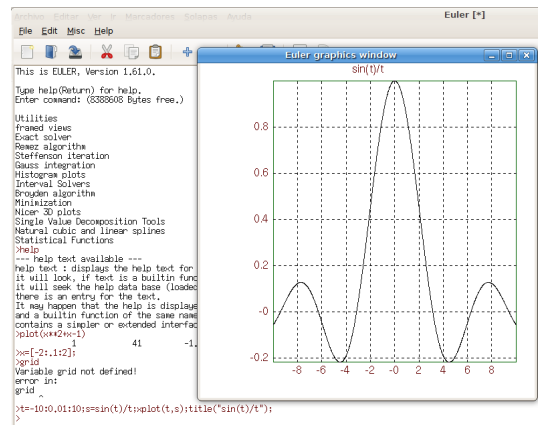 Archivo Editar Ver Ir Marcadores Solapas Ayuda
Euler [*]
File Edit Misc Help
This is EULER, Version 1.61.0.
Type help(Return) for help.
Enter command: (8388608 Bytes free.)
Utilities
framed views
Exact solver
Remez algorithm
Steffenson iteration
Gauss integration
Histogram plots
Interval Solvers
Broyden algorithm
Minimization
Nicer 3D plots
Single Value Decomposition Tools
Natural cubic and linear splines
Statistical Functions
>help
--- help text available ---
help text : displays the help text for
it will look, if text is a builtin func
it will seek the help data base (loaded
there is an entry for the text.
It may happen that the help is displaye
and a builtin function of the same name
contains a simpler or extended interfac
>plot(x**2+x-1)
1 41 -1.
>x=[-2:.1:2];
>grid
Variable grid not defined!
error in:
grid
^
>t=-10:0.01:10;s=sin(t)/t;xplot(t,s);title("sin(t)/t");
>
Euler graphics window
sin(t)/t
0.8
0.6
0.4
0.2
-0
-0.2
-8 -6 -4 -2 -0 2 4 6 8